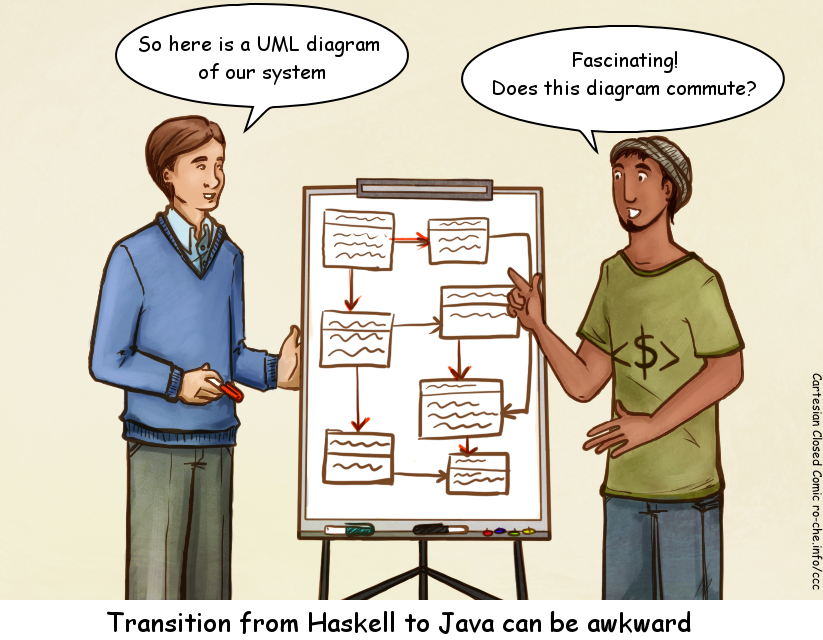 So here is a UML diagram
of our system
Fascinating!
Does this diagram commute?
<$>
Cartesian Closed Comic ro-che.info/ccc
Transition from Haskell to Java can be awkward